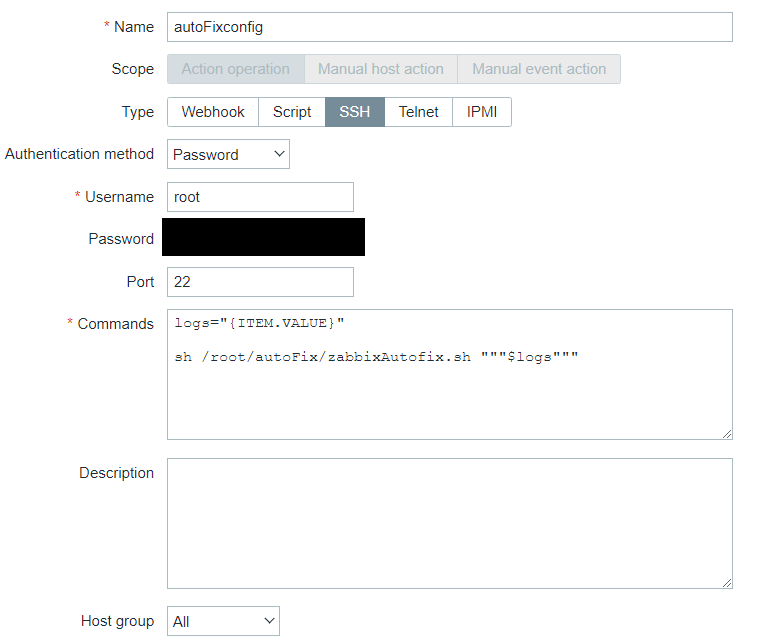 * Name autoFixconfig
Scope Action operation Manual host action Manual event action
Type Webhook Script SSH Telnet IPMI
Authentication method Password
* Username root
Password
Port 22
* Commands logs="{ITEM.VALUE}"
sh /root/autoFix/zabbixAutofix.sh """$logs"""
Description
Host group All